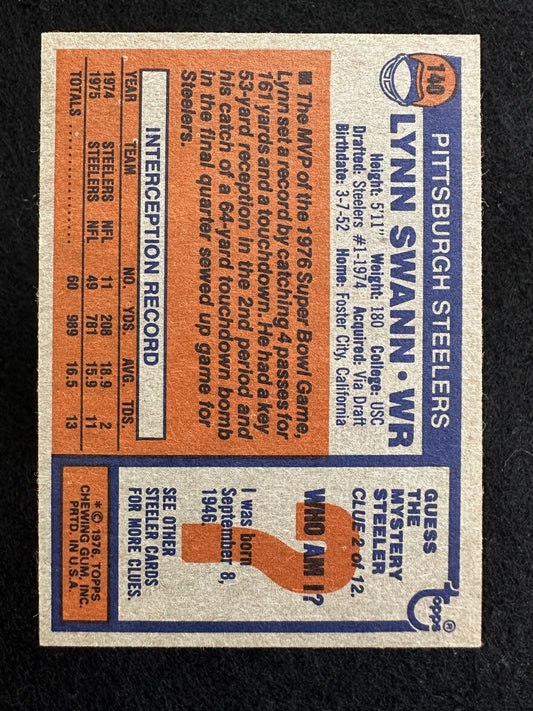 140
PITTSBURGH STEELERS
LYNN SWANN • WR
Height: 5'11" Weight: 180 College: USC
Drafted: Steelers #1-1974 Acquired: Via Draft
Birthdate: 3-7-52 Home: Foster City, California
■ The MVP of the 1976 Super Bowl Game,
Lynn set a record by catching 4 passes for
161 yards and a touchdown. He had a key
53-yard reception in the 2nd period and
his catch of a 64-yard touchdown bomb
in the final quarter sewed up game for
Steelers.
INTERCEPTION RECORD
YEAR TEAM NO. YDS. AVG. TDS.
1974 STEELERS NFL 11 208 18.9 2
1975 STEELERS NFL 49 781 15.9 11
TOTALS.......... 60 989 16.5 13
topps®
GUESS
THE
MYSTERY
STEELER
CLUE 2 of 12.
?
WHO AM I?
I was born
September 8,
1946.
SEE OTHER
STEELER CARDS
FOR MORE CLUES.
* © 1976, TOPPS
CHEWING GUM, INC.
PRTD. IN U.S.A.